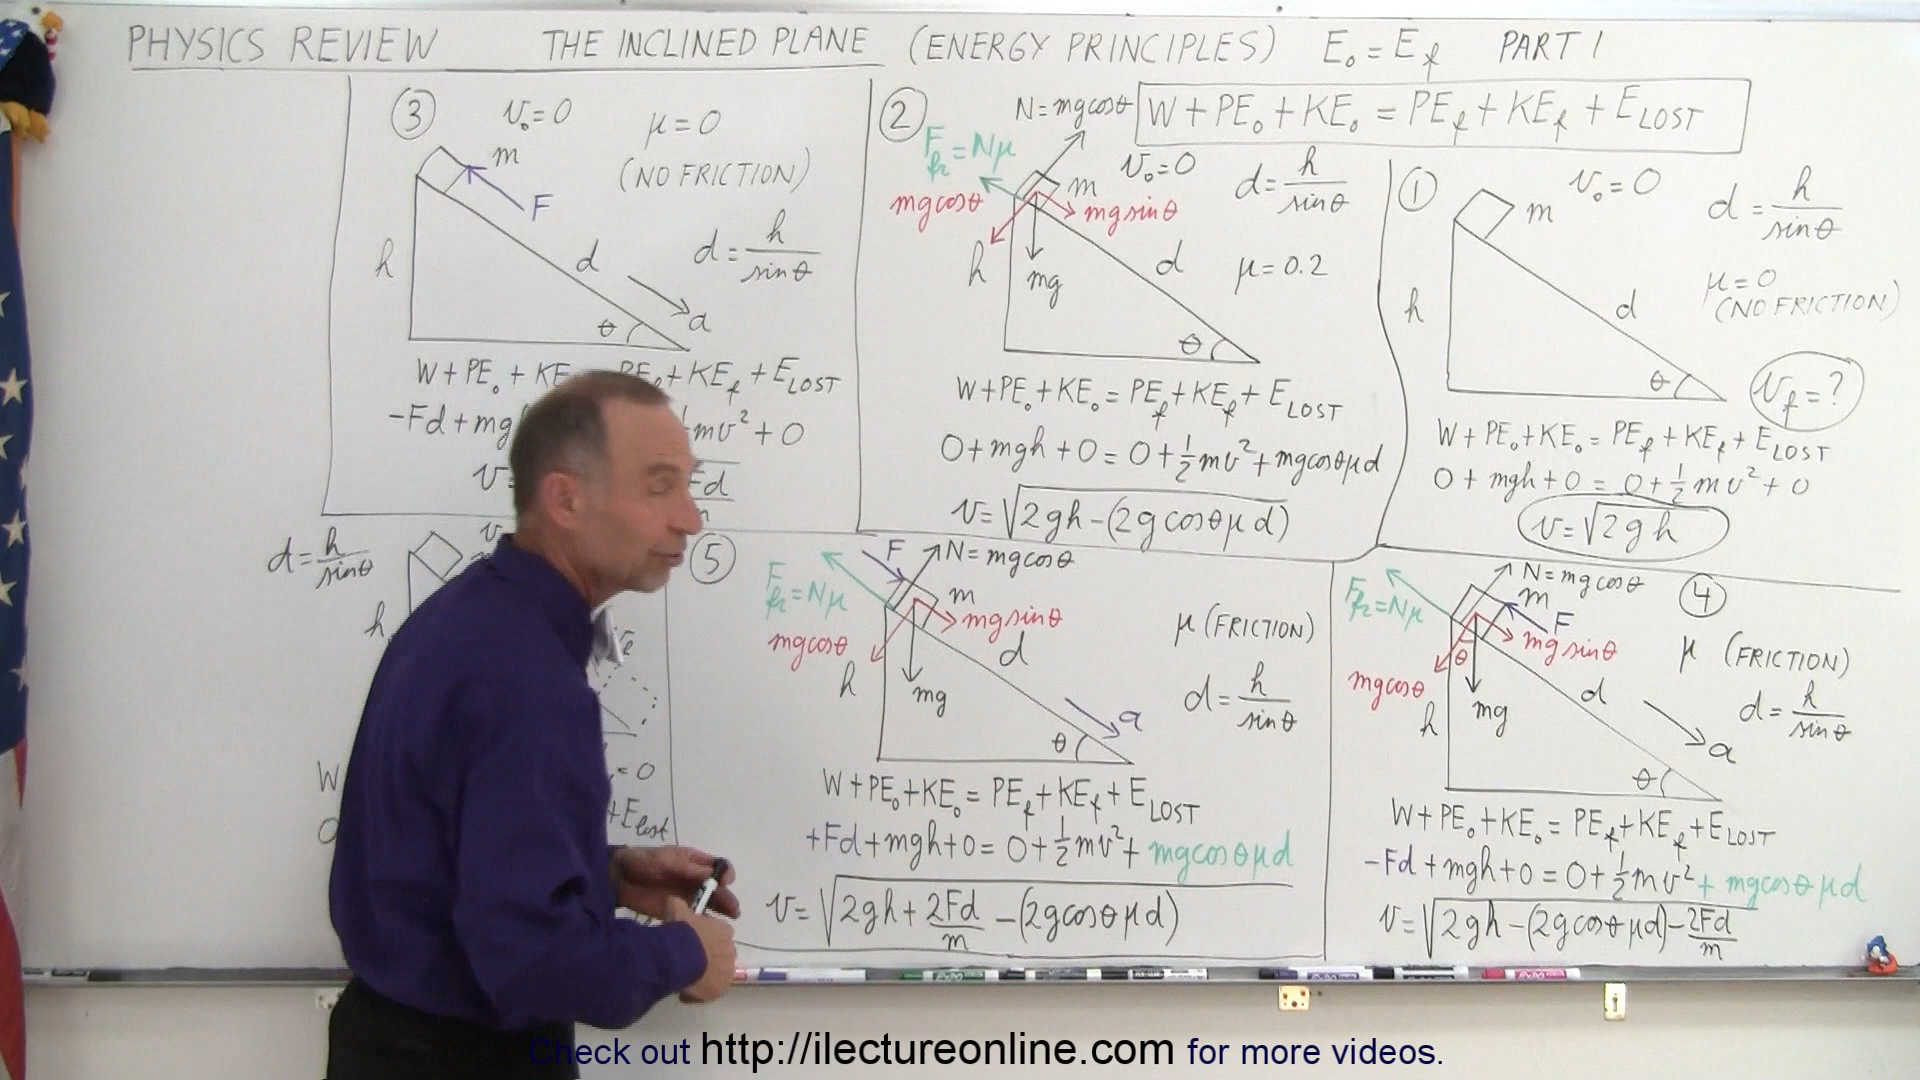 PHYSICS REVIEW THE INCLINED PLANE (ENERGY PRINCIPLES) E₀ = E_f PART 1
W + PE₀ + KE₀ = PE_f + KE_f + E_LOST
① v₀ = 0
m
d = h/sinθ
μ = 0
(NO FRICTION)
h
d
θ
v_f = ?
W + PE₀ + KE₀ = PE_f + KE_f + E_LOST
0 + mgh + 0 = 0 + ½mv² + 0
v = √(2gh)
② N = mgcosθ
F_fr = Nμ
v₀ = 0
m
d = h/sinθ
mgcosθ
mgsinθ
h
mg
d
μ = 0.2
θ
W + PE₀ + KE₀ = PE_f + KE_f + E_LOST
0 + mgh + 0 = 0 + ½mv² + mgcosθμd
v = √(2gh - (2gcosθμd))
③ v₀ = 0
μ = 0
(NO FRICTION)
m
F
h
d
d = h/sinθ
θ
a
W + PE₀ + KE PE₀ + KE_f + E_LOST
-Fd + mg mv² + 0
v Fd
④ N = mgcosθ
F_fr = Nμ
m
F
mgsinθ
μ (FRICTION)
θ
mgcosθ
mg
h
d
d = h/sinθ
a
θ
W + PE₀ + KE₀ = PE_f + KE_f + E_LOST
-Fd + mgh + 0 = 0 + ½mv² + mgcosθμd
v = √(2gh - (2gcosθμd) - 2Fd/m)
⑤ F
N = mgcosθ
F_fr = Nμ
m
mgsinθ
μ (FRICTION)
mgcosθ
h
mg
d
d = h/sinθ
a
θ
W + PE₀ + KE₀ = PE_f + KE_f + E_LOST
+Fd + mgh + 0 = 0 + ½mv² + mgcosθμd
v = √(2gh + 2Fd/m - (2gcosθμd))
d = h/sinθ
h
= 0
W + E_lost
Check out http://ilectureonline.com for more videos.